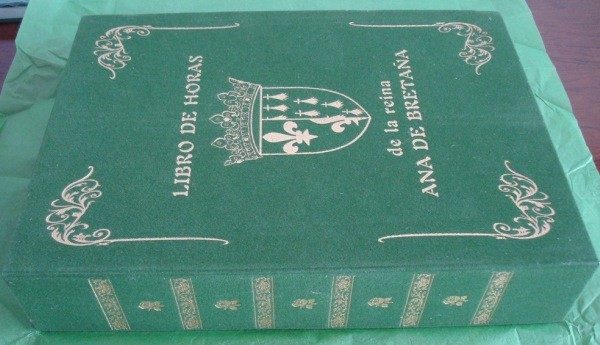 LIBRO DE HORAS
de la reina
ANA DE BRETAÑA